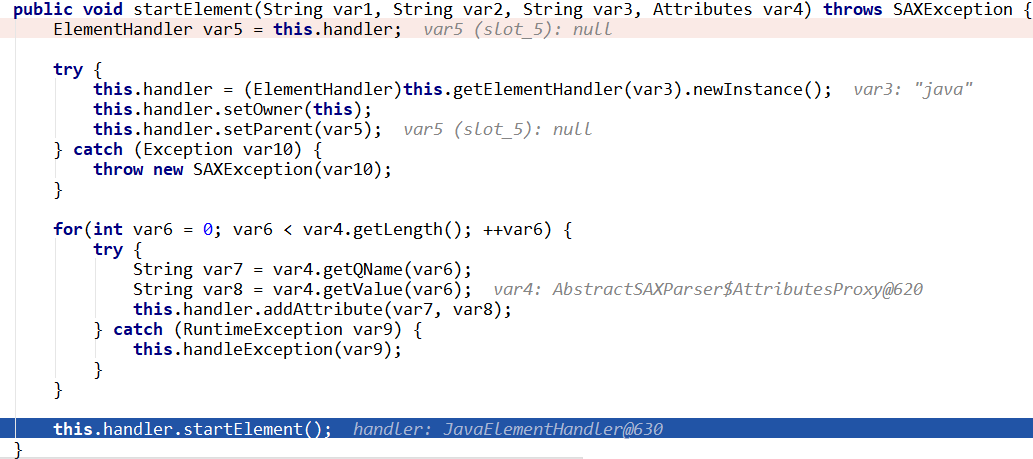 public void startElement(String var1, String var2, String var3, Attributes var4) throws SAXException {
    ElementHandler var5 = this.handler;  var5 (slot_5): null

    try {
        this.handler = (ElementHandler)this.getElementHandler(var3).newInstance();  var3: "java"
        this.handler.setOwner(this);
        this.handler.setParent(var5);  var5 (slot_5): null
    } catch (Exception var10) {
        throw new SAXException(var10);
    }

    for(int var6 = 0; var6 < var4.getLength(); ++var6) {
        try {
            String var7 = var4.getQName(var6);
            String var8 = var4.getValue(var6);  var4: AbstractSAXParser$AttributesProxy@620
            this.handler.addAttribute(var7, var8);
        } catch (RuntimeException var9) {
            this.handleException(var9);
        }
    }

    this.handler.startElement();  handler: JavaElementHandler@630
}